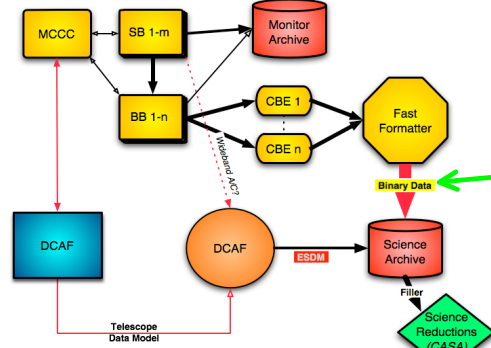 MCCC
SB 1-m
Monitor
Archive
BB 1-n
CBE 1
CBE n
Fast
Formatter
Wideband A/C?
Binary Data
DCAF
DCAF
ESDM
Science
Archive
Filler
Telescope
Data Model
Science
Reductions
(CASA)